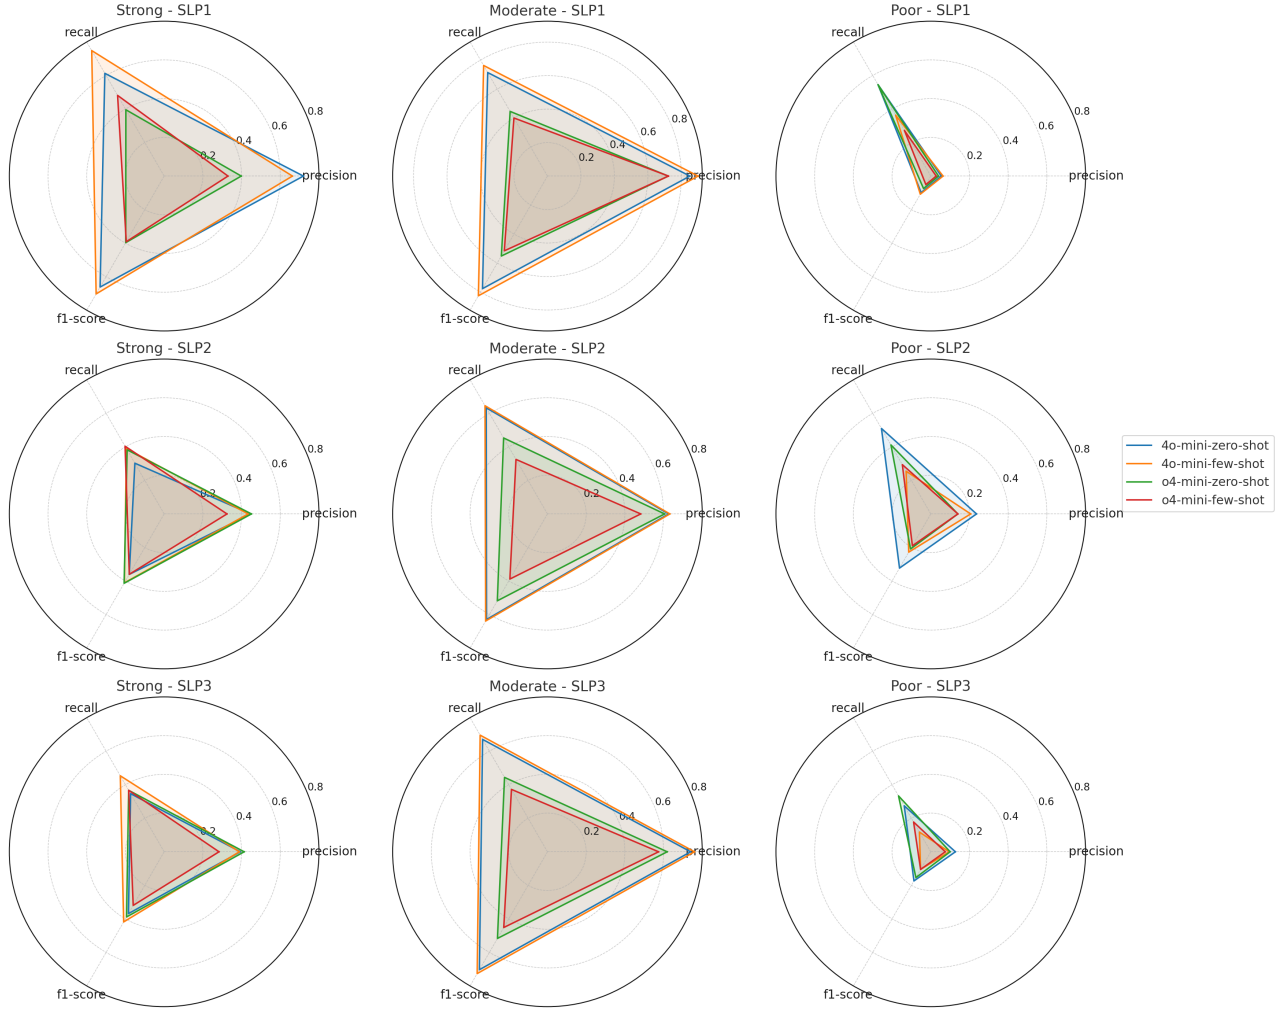 Strong - SLP1
Moderate - SLP1
Poor - SLP1
recall
recall
recall
0.8
0.6
0.4
0.2
precision
0.8
0.6
0.4
0.2
precision
0.8
0.6
0.4
0.2
precision
f1-score
f1-score
f1-score
Strong - SLP2
Moderate - SLP2
Poor - SLP2
recall
recall
recall
0.8
0.6
0.4
0.2
precision
0.8
0.6
0.4
0.2
precision
0.8
0.6
0.4
0.2
precision
4o-mini-zero-shot
4o-mini-few-shot
o4-mini-zero-shot
o4-mini-few-shot
f1-score
f1-score
f1-score
Strong - SLP3
Moderate - SLP3
Poor - SLP3
recall
recall
recall
0.8
0.6
0.4
0.2
precision
0.8
0.6
0.4
0.2
precision
0.8
0.6
0.4
0.2
precision
f1-score
f1-score
f1-score